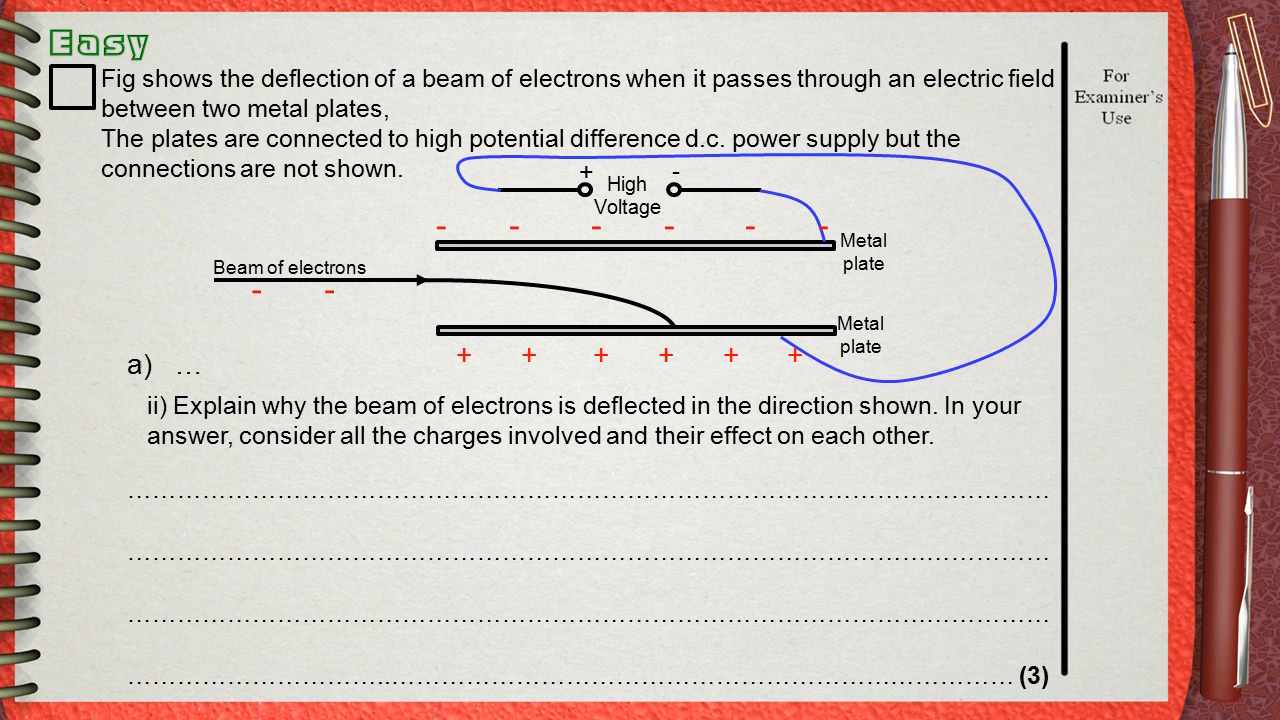 Easy
Fig shows the deflection of a beam of electrons when it passes through an electric field
between two metal plates,
The plates are connected to high potential difference d.c. power supply but the
connections are not shown.
For
Examiner's
Use
+ -
High
Voltage
- - - - - -
Metal
plate
Beam of electrons
- -
Metal
plate
+ + + + + +
a) …
ii) Explain why the beam of electrons is deflected in the direction shown. In your
answer, consider all the charges involved and their effect on each other.
……………………………………………………………………………………………………
……………………………………………………………………………………………………
……………………………………………………………………………………………………
………………………………………………………………………………………………… (3)